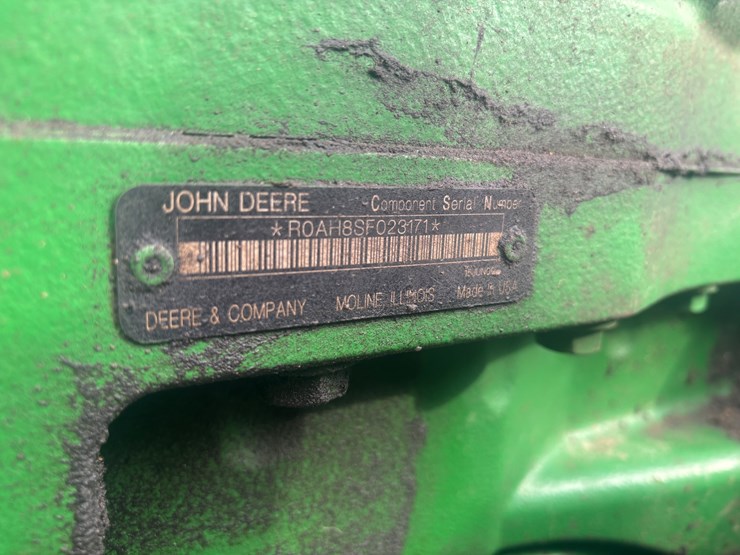 JOHN DEERE Component Serial Number
*R0AH8SF023171*
DEERE & COMPANY MOLINE ILLINOIS Made in USA